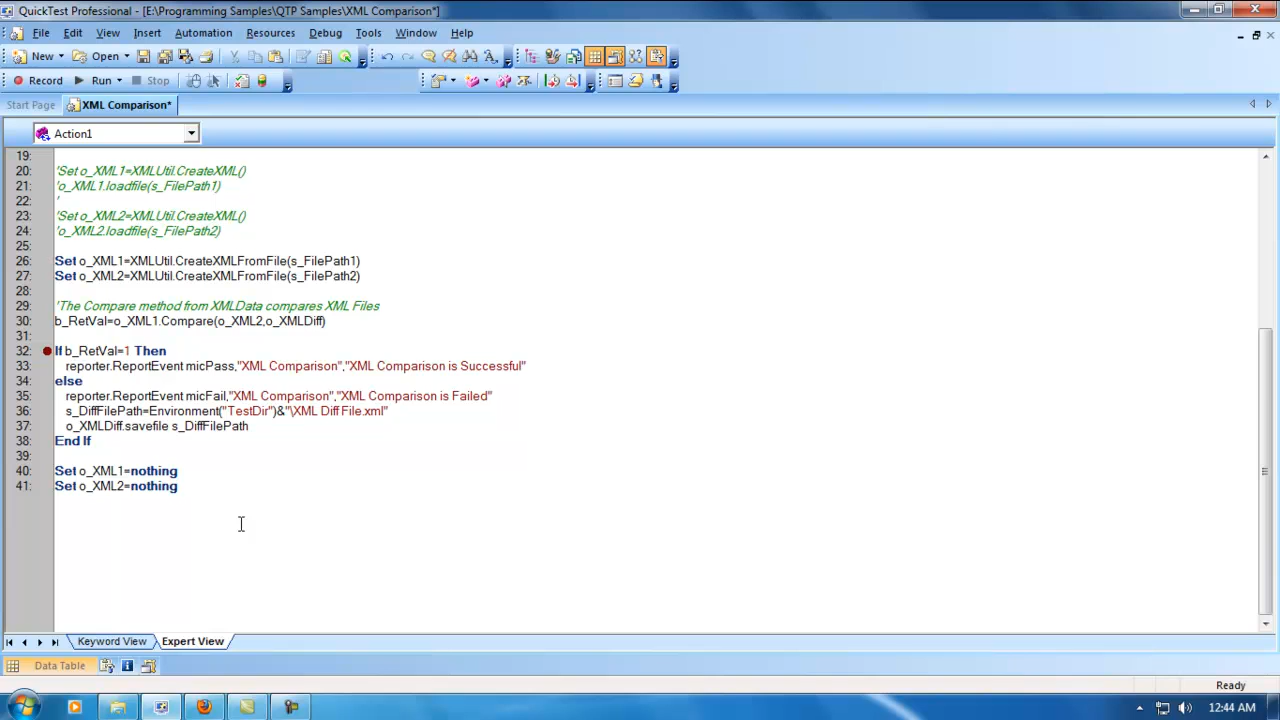 QuickTest Professional - [E:\Programming Samples\QTP Samples\XML Comparison*]
File Edit View Insert Automation Resources Debug Tools Window Help
New Open
Record Run Stop
Start Page XML Comparison*
Action1
19:
20: 'Set o_XML1=XMLUtil.CreateXML()
21: 'o_XML1.loadfile(s_FilePath1)
22: '
23: 'Set o_XML2=XMLUtil.CreateXML()
24: 'o_XML2.loadfile(s_FilePath2)
25:
26: Set o_XML1=XMLUtil.CreateXMLFromFile(s_FilePath1)
27: Set o_XML2=XMLUtil.CreateXMLFromFile(s_FilePath2)
28:
29: 'The Compare method from XMLData compares XML Files
30: b_RetVal=o_XML1.Compare(o_XML2,o_XMLDiff)
31:
32: If b_RetVal=1 Then
33: reporter.ReportEvent micPass,"XML Comparison","XML Comparison is Successful"
34: else
35: reporter.ReportEvent micFail,"XML Comparison","XML Comparison is Failed"
36: s_DiffFilePath=Environment("TestDir")&"\XML Diff File.xml"
37: o_XMLDiff.savefile s_DiffFilePath
38: End If
39:
40: Set o_XML1=nothing
41: Set o_XML2=nothing
Keyword View Expert View
Data Table
Ready
12:44 AM